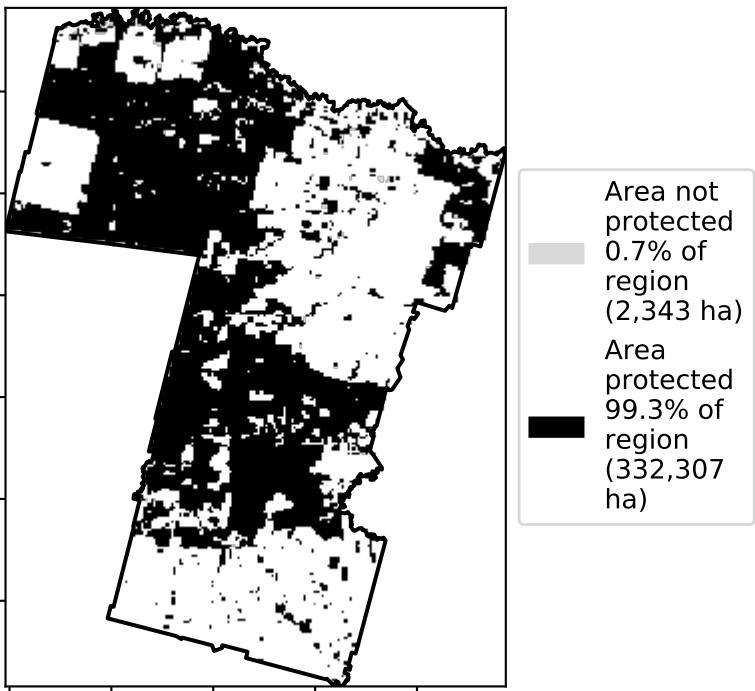 Area not
protected
0.7% of
region
(2,343 ha)
Area
protected
99.3% of
region
(332,307
ha)